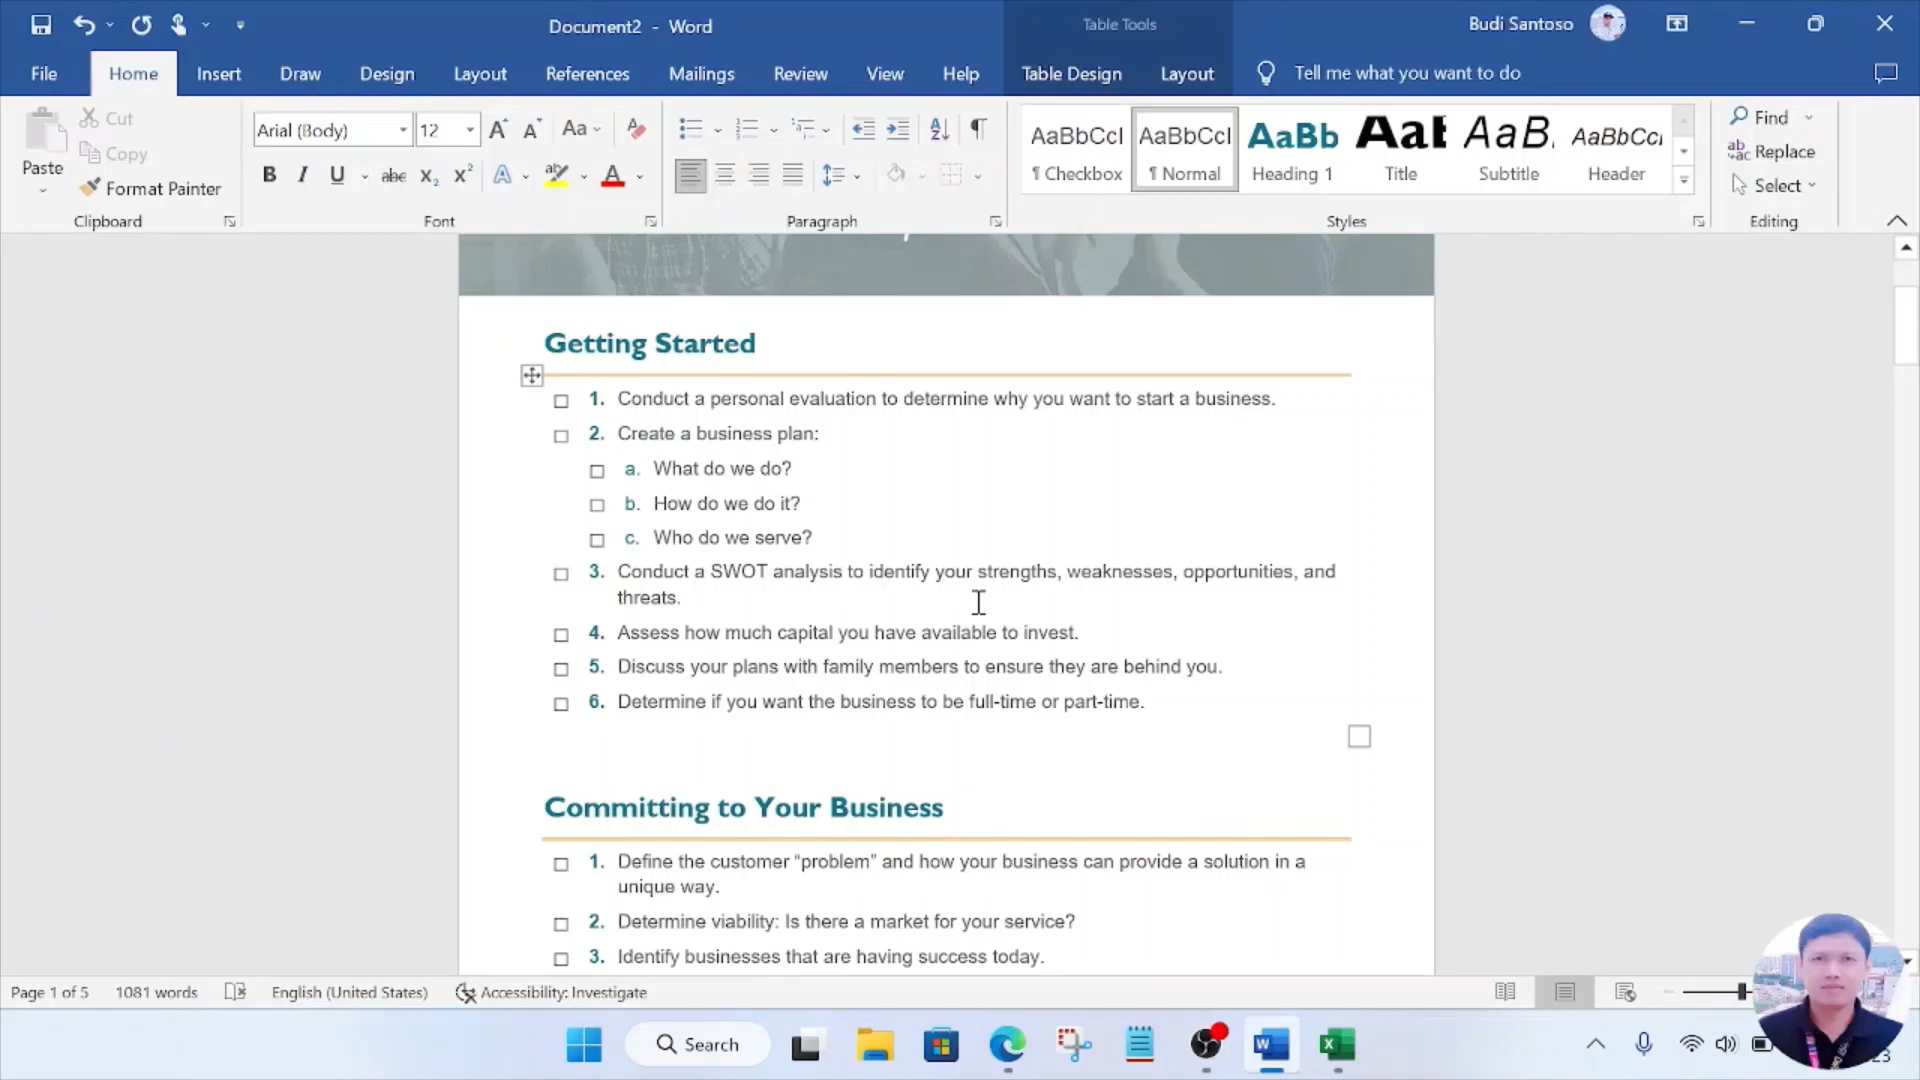 Document2 - Word
Table Tools
Budi Santoso
File
Home
Insert
Draw
Design
Layout
References
Mailings
Review
View
Help
Table Design
Layout
Tell me what you want to do
Paste
Cut
Copy
Format Painter
Clipboard
Arial (Body)
12
Font
Paragraph
AaBbCcI
¶ Checkbox
AaBbCcI
¶ Normal
AaBb
Heading 1
Title
AaB
Subtitle
AaBbCc
Header
Styles
Find
Replace
Select
Editing
Getting Started
1. Conduct a personal evaluation to determine why you want to start a business.
2. Create a business plan:
a. What do we do?
b. How do we do it?
c. Who do we serve?
3. Conduct a SWOT analysis to identify your strengths, weaknesses, opportunities, and
threats.
4. Assess how much capital you have available to invest.
5. Discuss your plans with family members to ensure they are behind you.
6. Determine if you want the business to be full-time or part-time.
Committing to Your Business
1. Define the customer “problem” and how your business can provide a solution in a
unique way.
2. Determine viability: Is there a market for your service?
3. Identify businesses that are having success today.
Page 1 of 5
1081 words
English (United States)
Accessibility: Investigate
Search